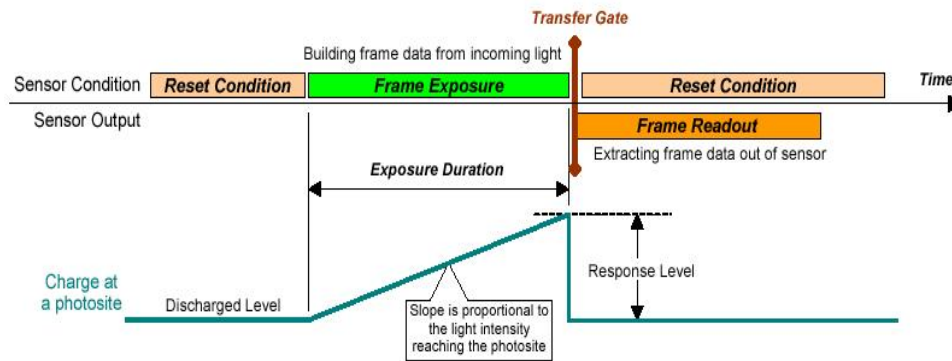 Transfer Gate
Building frame data from incoming light
Sensor Condition
Reset Condition
Frame Exposure
Reset Condition
Time
Sensor Output
Frame Readout
Extracting frame data out of sensor
Exposure Duration
Charge at
a photosite
Discharged Level
Response Level
Slope is proportional to
the light intensity
reaching the photosite